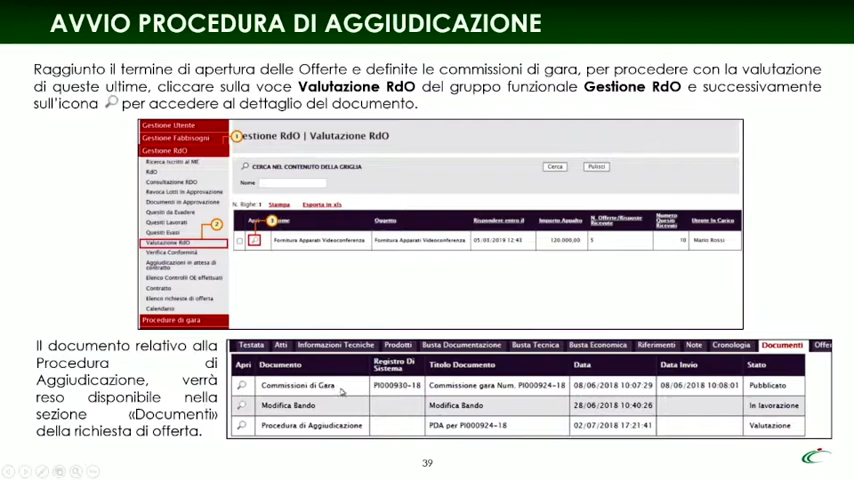 AVVIO PROCEDURA DI AGGIUDICAZIONE
Raggiunto il termine di apertura delle Offerte e definite le commissioni di gara, per procedere con la valutazione
di queste ultime, cliccare sulla voce Valutazione RdO del gruppo funzionale Gestione RdO e successivamente
sull'icona per accedere al dettaglio del documento.
Gestione Utente
Gestione Fabbisogni
Gestione RdO
Ricerca Iscritti al ME
RdO
Consultazione RDO
Revoca Lotti in Approvazione
Documenti in Approvazione
Quesiti da Evadere
Quesiti Lavorati
Quesiti Evasi
Valutazione RdO
Verifica Conformità
Aggiudicazioni in attesa di
contratto
Elenco Controlli OE effettuati
Contratto
Elenco richieste di offerta
Calendario
Procedure di gara
1
2
3
estione RdO | Valutazione RdO
CERCA NEL CONTENUTO DELLA GRIGLIA
Cerca Pulisci
Nome
N. Righe: 1 Stampa Esporta in xls
Oggetto Rispondere entro il Importo Appalto N. Offerte/Risposte Ricevute Numero Quesiti Ricevuti Utente In Carico
Fornitura Apparati Videoconferenza Fornitura Apparati Videoconferenza 120.000,00 5 10 Mario Rossi
Il documento relativo alla
Procedura di
Aggiudicazione, verrà
reso disponibile nella
sezione «Documenti»
della richiesta di offerta.
Testata Atti Informazioni Tecniche Prodotti Busta Documentazione Busta Tecnica Busta Economica Riferimenti Note Cronologia Documenti Offer
Apri Documento Registro Di Sistema Titolo Documento Data Data Invio Stato
Commissioni di Gara PI000930-18 Commissione gara Num. PI000924-18 08/06/2018 10:07:29 08/06/2018 10:08:01 Pubblicato
Modifica Bando Modifica Bando 28/06/2018 10:40:26 In lavorazione
Procedura di Aggiudicazione PDA per PI000924-18 02/07/2018 17:21:41 Valutazione
39